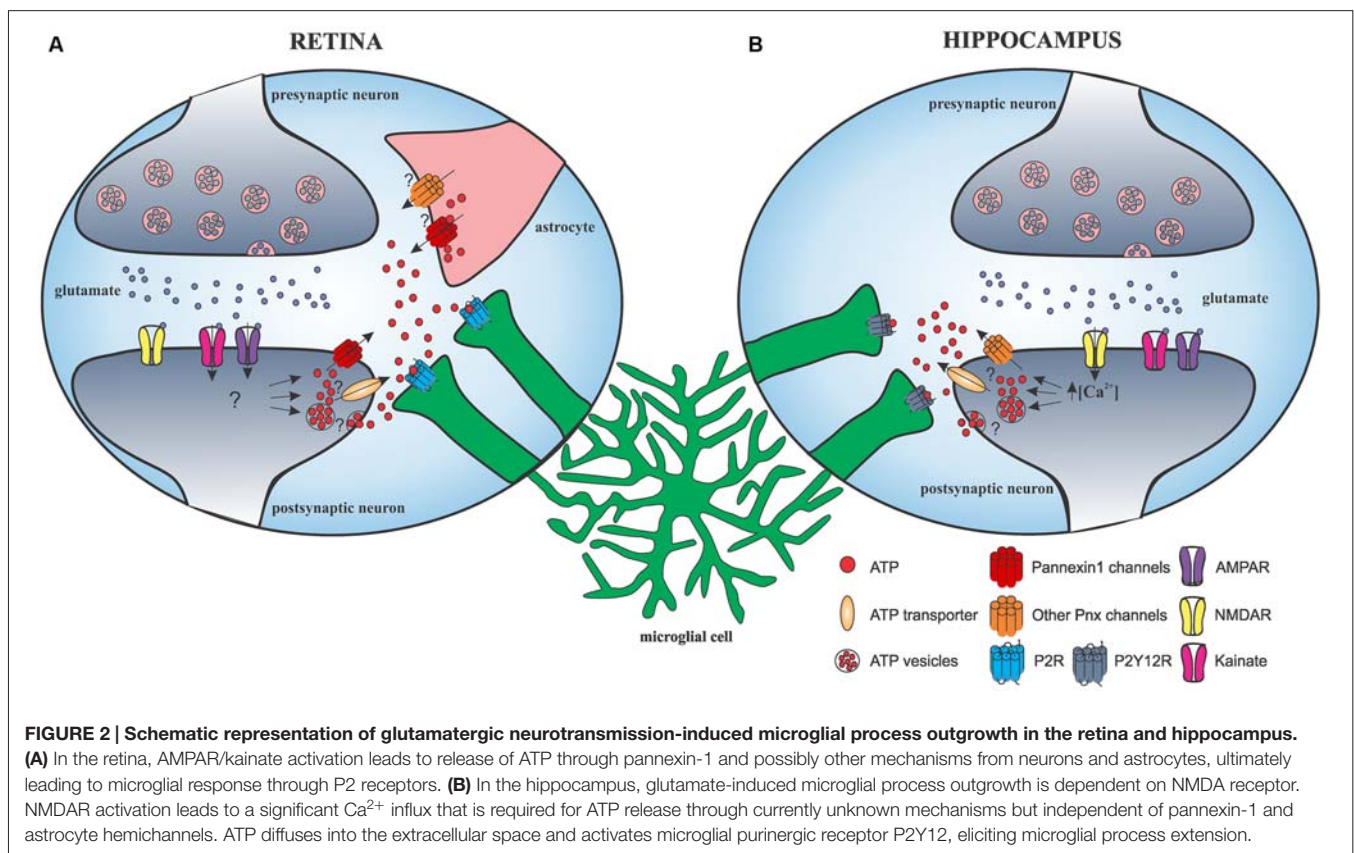 A
RETINA
presynaptic neuron
astrocyte
glutamate
?
?
?
?
?
postsynaptic neuron
B
HIPPOCAMPUS
presynaptic neuron
glutamate
?
?
[Ca²⁺]
postsynaptic neuron
microglial cell
ATP
Pannexin1 channels
AMPAR
ATP transporter
Other Pnx channels
NMDAR
ATP vesicles
P2R
P2Y12R
Kainate
FIGURE 2 | Schematic representation of glutamatergic neurotransmission-induced microglial process outgrowth in the retina and hippocampus.
(A) In the retina, AMPAR/kainate activation leads to release of ATP through pannexin-1 and possibly other mechanisms from neurons and astrocytes, ultimately
leading to microglial response through P2 receptors. (B) In the hippocampus, glutamate-induced microglial process outgrowth is dependent on NMDA receptor.
NMDAR activation leads to a significant Ca²⁺ influx that is required for ATP release through currently unknown mechanisms but independent of pannexin-1 and
astrocyte hemichannels. ATP diffuses into the extracellular space and activates microglial purinergic receptor P2Y12, eliciting microglial process extension.